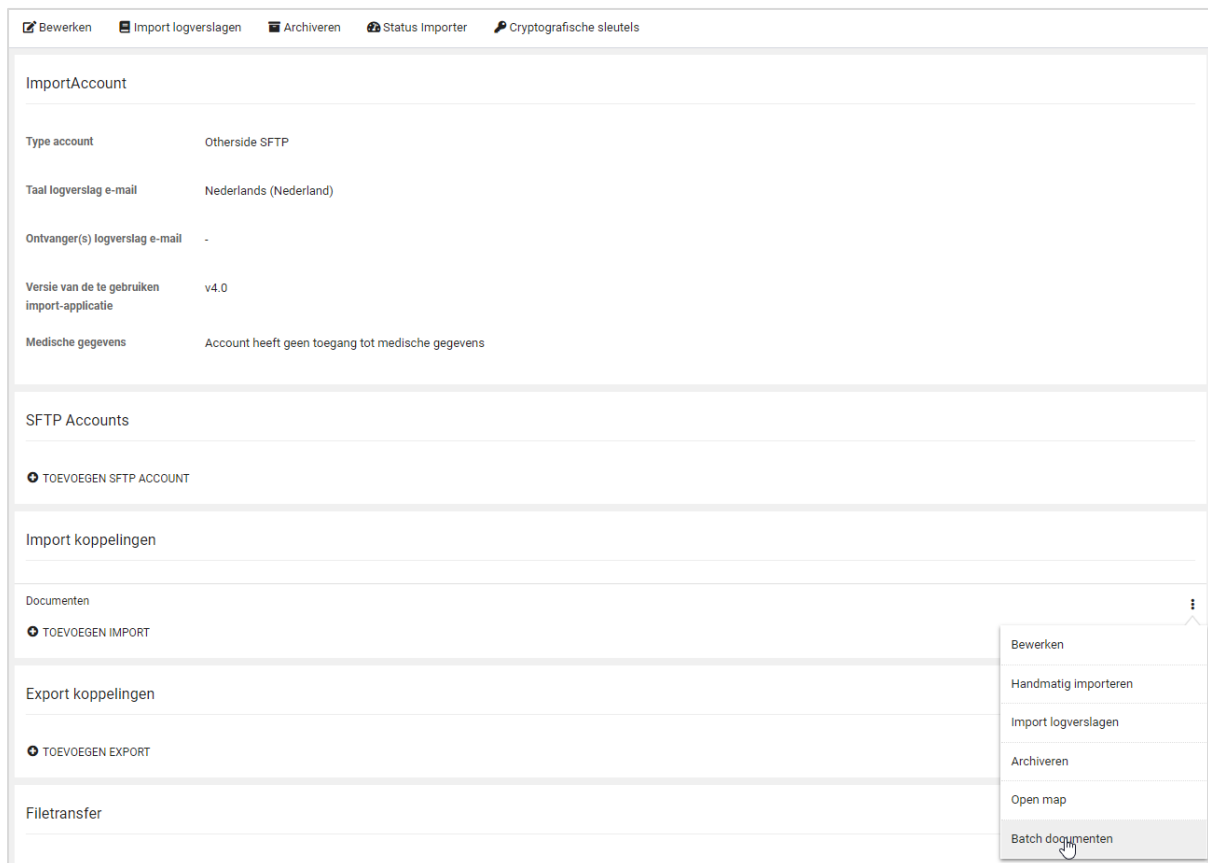 Bewerken Import logverslagen Archiveren Status Importer Cryptografische sleutels
ImportAccount
Type account Otherside SFTP
Taal logverslag e-mail Nederlands (Nederland)
Ontvanger(s) logverslag e-mail -
Versie van de te gebruiken v4.0
import-applicatie
Medische gegevens Account heeft geen toegang tot medische gegevens
SFTP Accounts
TOEVOEGEN SFTP ACCOUNT
Import koppelingen
Documenten
TOEVOEGEN IMPORT
Bewerken
Handmatig importeren
Import logverslagen
Archiveren
Open map
Batch documenten
Export koppelingen
TOEVOEGEN EXPORT
Filetransfer